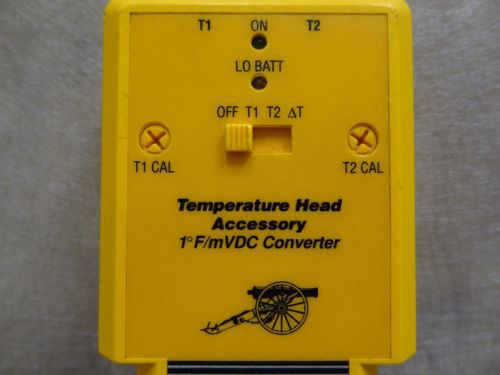 T1 ON T2
LO BATT
OFF T1 T2 ΔT
T1 CAL T2 CAL
Temperature Head
Accessory
1°F/mVDC Converter